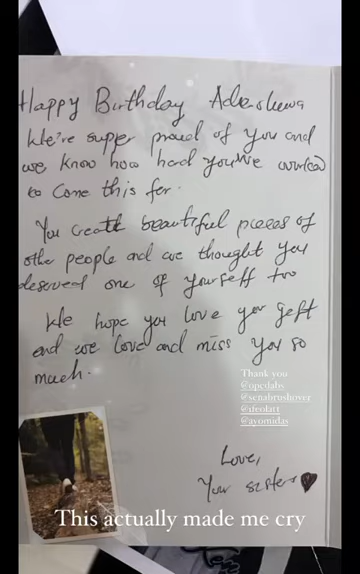 Happy Birthday Adeoluwa
We're super proud of you and
we know how hard you've worked
to come this far.
You create beautiful pieces of
other people and we thought you
deserved one of yourself too
We hope you love your gift
and we love and miss you so
much.
Thank you
@opedabs
@senabrushover
@ifeolatt
@ayomidas
Love,
Your sisters
This actually made me cry